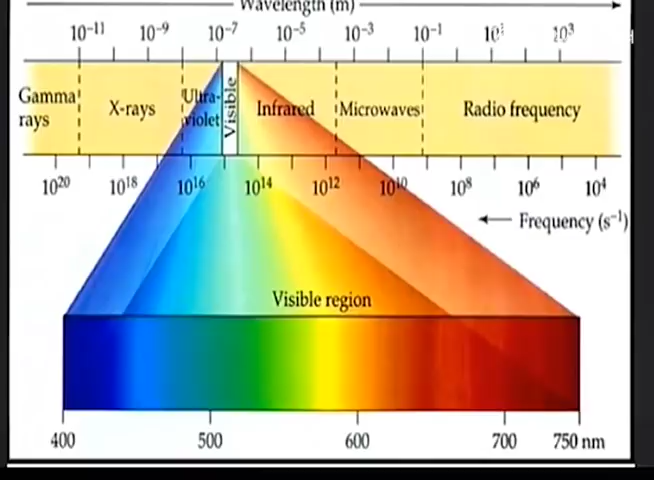 Wavelength (m)
10⁻¹¹ 10⁻⁹ 10⁻⁷ 10⁻⁵ 10⁻³ 10⁻¹ 10³
Gamma rays
X-rays
Ultra-
violet
Visible
Infrared
Microwaves
Radio frequency
10²⁰ 10¹⁸ 10¹⁶ 10¹⁴ 10¹² 10¹⁰ 10⁸ 10⁶ 10⁴
Frequency (s⁻¹)
Visible region
400 500 600 700 750 nm